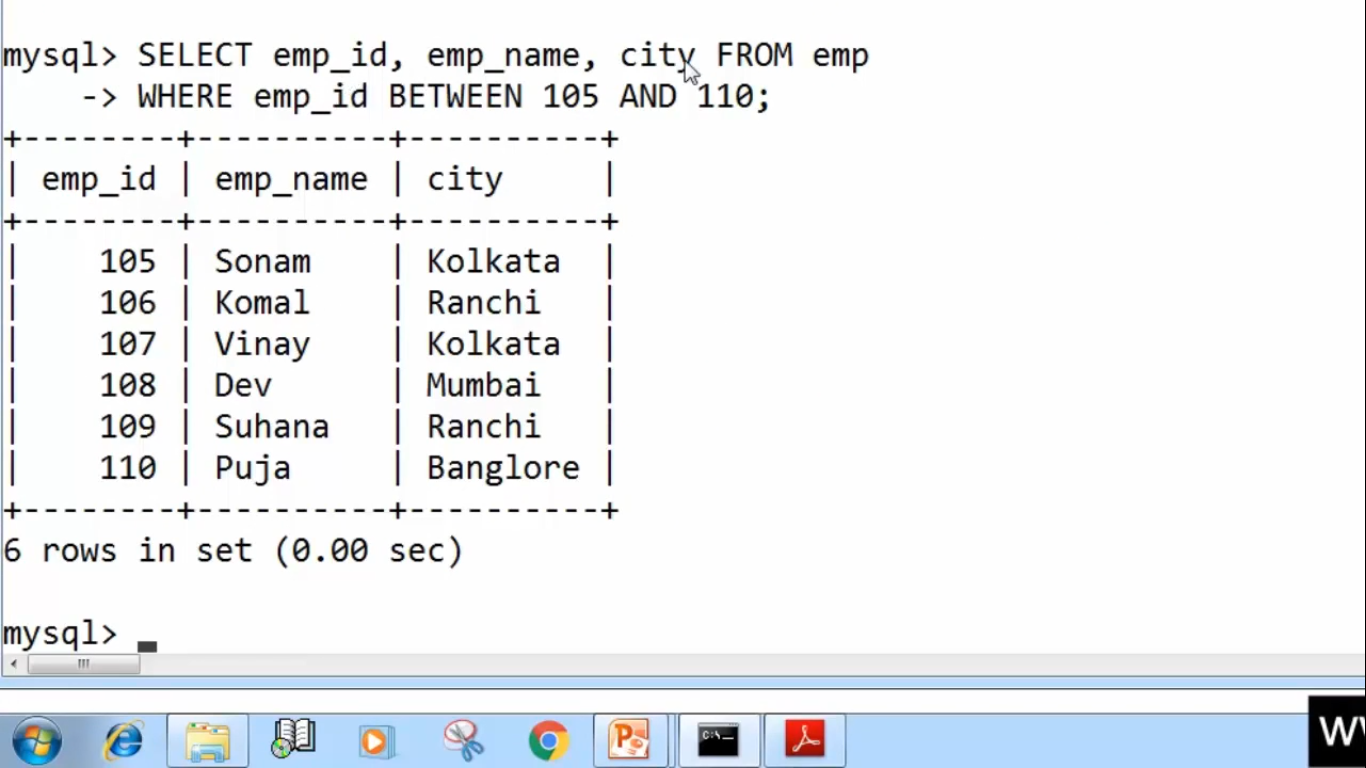 mysql> SELECT emp_id, emp_name, city FROM emp
    -> WHERE emp_id BETWEEN 105 AND 110;
+--------+----------+----------+
| emp_id | emp_name | city     |
+--------+----------+----------+
|    105 | Sonam    | Kolkata  |
|    106 | Komal    | Ranchi   |
|    107 | Vinay    | Kolkata  |
|    108 | Dev      | Mumbai   |
|    109 | Suhana   | Ranchi   |
|    110 | Puja     | Banglore |
+--------+----------+----------+
6 rows in set (0.00 sec)
mysql>
C:\_